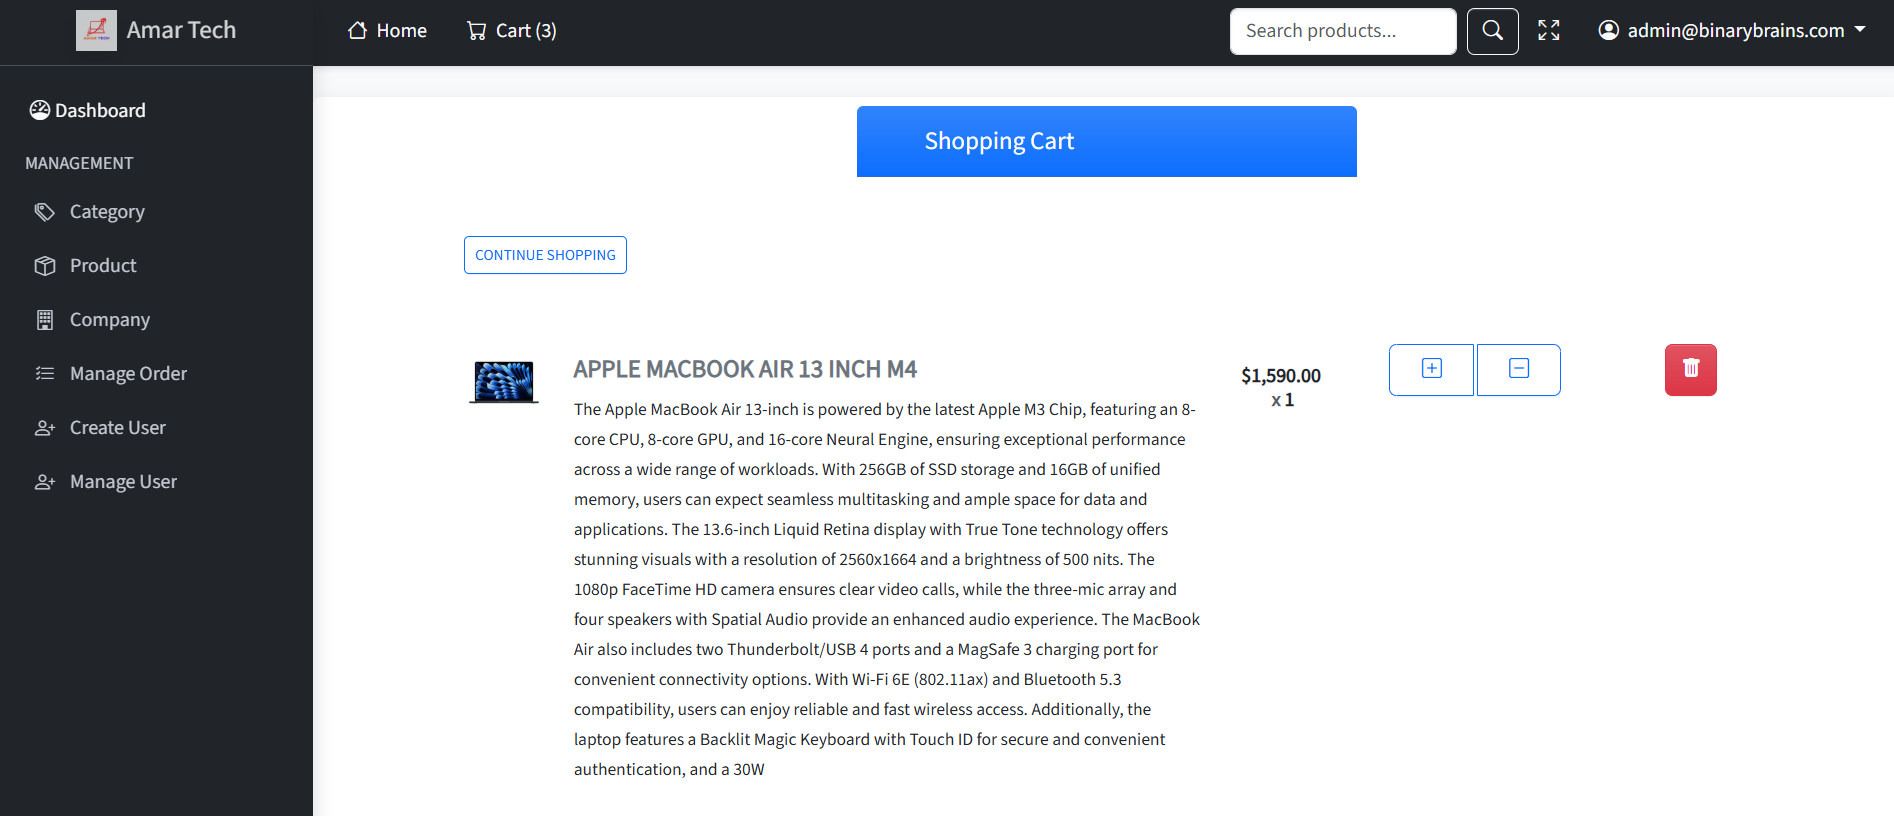 Amar Tech
Home
Cart (3)
Search products...
admin@binarybrains.com
Dashboard
MANAGEMENT
Category
Product
Company
Manage Order
Create User
Manage User
Shopping Cart
CONTINUE SHOPPING
APPLE MACBOOK AIR 13 INCH M4
The Apple MacBook Air 13-inch is powered by the latest Apple M3 Chip, featuring an 8-
core CPU, 8-core GPU, and 16-core Neural Engine, ensuring exceptional performance
across a wide range of workloads. With 256GB of SSD storage and 16GB of unified
memory, users can expect seamless multitasking and ample space for data and
applications. The 13.6-inch Liquid Retina display with True Tone technology offers
stunning visuals with a resolution of 2560x1664 and a brightness of 500 nits. The
1080p FaceTime HD camera ensures clear video calls, while the three-mic array and
four speakers with Spatial Audio provide an enhanced audio experience. The MacBook
Air also includes two Thunderbolt/USB 4 ports and a MagSafe 3 charging port for
convenient connectivity options. With Wi-Fi 6E (802.11ax) and Bluetooth 5.3
compatibility, users can enjoy reliable and fast wireless access. Additionally, the
laptop features a Backlit Magic Keyboard with Touch ID for secure and convenient
authentication, and a 30W
$1,590.00
x 1